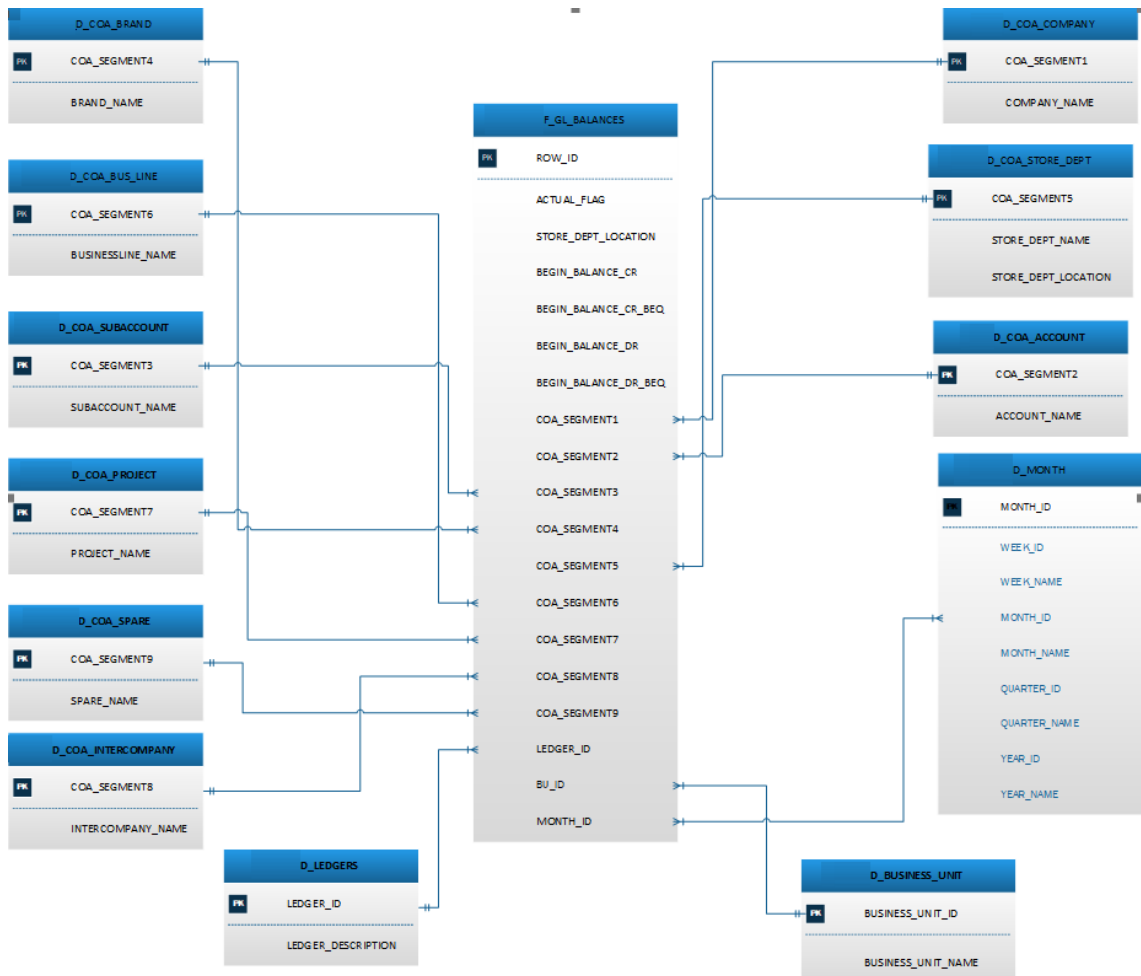 D_COA_BRAND
PK COA_SEGMENT4
BRAND_NAME
D_COA_BUS_LINE
PK COA_SEGMENT6
BUSINESSLINE_NAME
D_COA_SUBACCOUNT
PK COA_SEGMENT3
SUBACCOUNT_NAME
D_COA_PROJECT
PK COA_SEGMENT7
PROJECT_NAME
D_COA_SPARE
PK COA_SEGMENT9
SPARE_NAME
D_COA_INTERCOMPANY
PK COA_SEGMENT8
INTERCOMPANY_NAME
D_LEDGERS
PK LEDGER_ID
LEDGER_DESCRIPTION
F_GL_BALANCES
PK ROW_ID
ACTUAL_FLAG
STORE_DEPT_LOCATION
BEGIN_BALANCE_CR
BEGIN_BALANCE_CR_BEQ
BEGIN_BALANCE_DR
BEGIN_BALANCE_DR_BEQ
COA_SEGMENT1
COA_SEGMENT2
COA_SEGMENT3
COA_SEGMENT4
COA_SEGMENT5
COA_SEGMENT6
COA_SEGMENT7
COA_SEGMENT8
COA_SEGMENT9
LEDGER_ID
BU_ID
MONTH_ID
D_COA_COMPANY
PK COA_SEGMENT1
COMPANY_NAME
D_COA_STORE_DEPT
PK COA_SEGMENT5
STORE_DEPT_NAME
STORE_DEPT_LOCATION
D_COA_ACCOUNT
PK COA_SEGMENT2
ACCOUNT_NAME
D_MONTH
PK MONTH_ID
WEEK_ID
WEEK_NAME
MONTH_ID
MONTH_NAME
QUARTER_ID
QUARTER_NAME
YEAR_ID
YEAR_NAME
D_BUSINESS_UNIT
PK BUSINESS_UNIT_ID
BUSINESS_UNIT_NAME